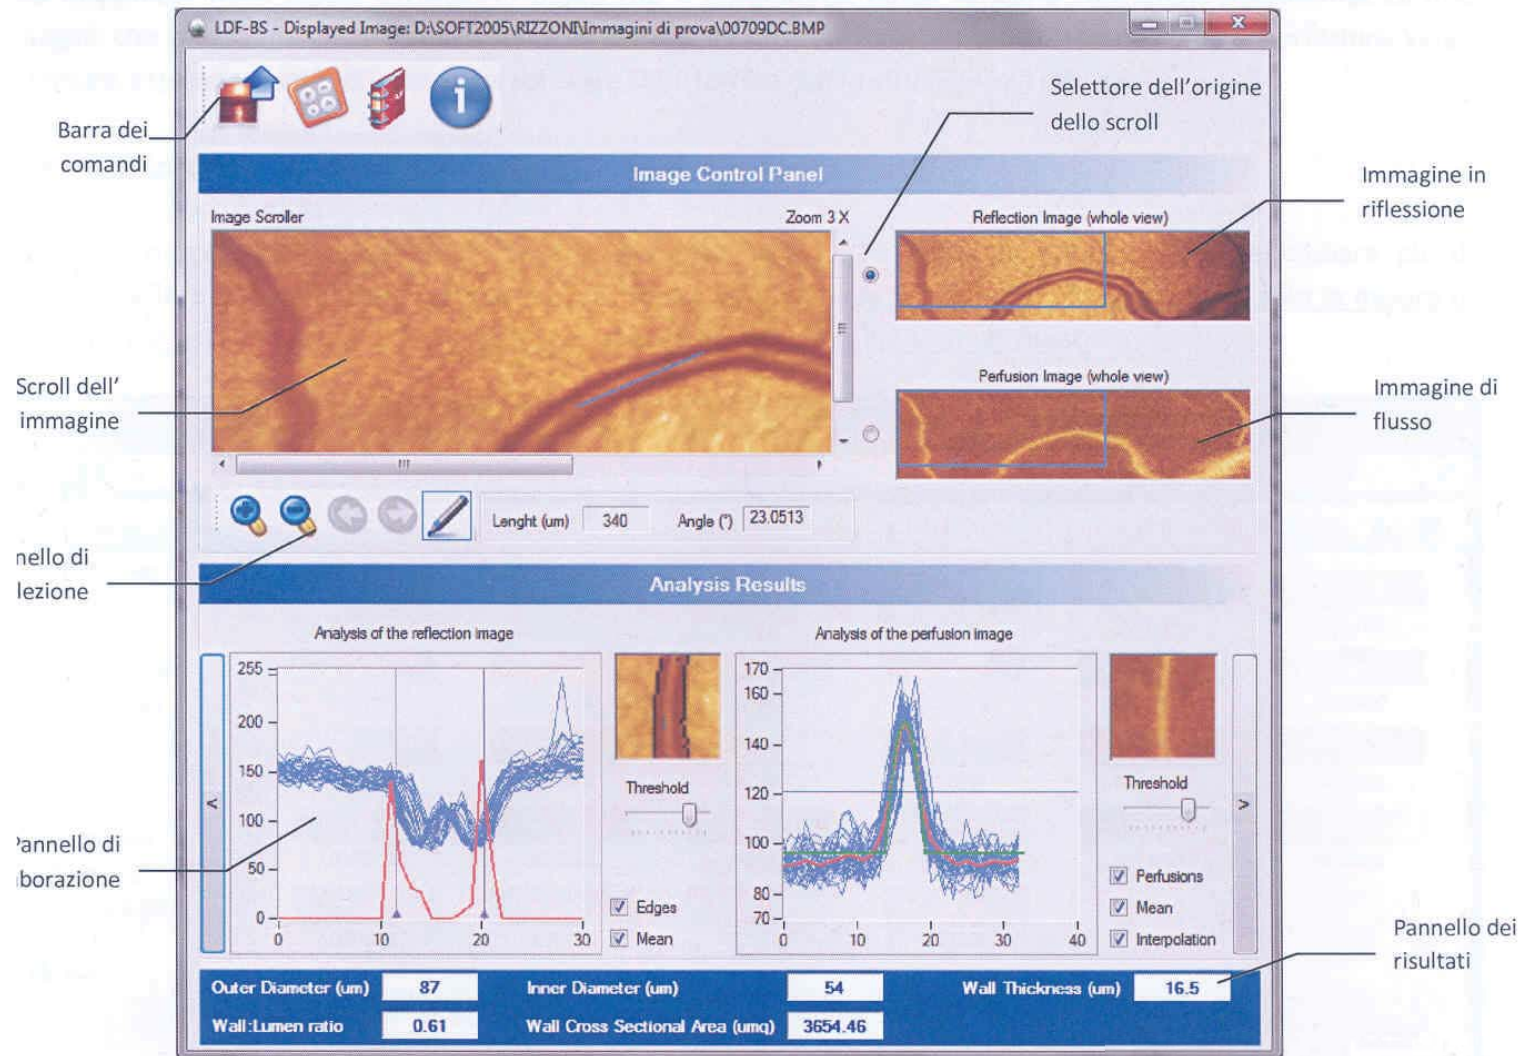 LDF-BS - Displayed Image: D:\SOFT2005\RIZZONI\Immagini di prova\00709DC.BMP
Barra dei
comandi
Selettore dell'origine
dello scroll
Image Control Panel
Immagine in
riflessione
Image Scroller
Zoom 3 X
Reflection Image (whole view)
Perfusion Image (whole view)
Scroll dell'
immagine
Immagine di
flusso
Lenght (um) 340 Angle (°) 23.0513
nello di
lezione
Analysis Results
Analysis of the reflection image
Analysis of the perfusion image
255
200
150
100
50
0
0 10 20 30
Threshold
Edges
Mean
170
160
140
120
100
80
70
0 10 20 30 40
Threshold
Perfusions
Mean
Interpolation
<
>
Pannello di
borazione
Pannello dei
risultati
Outer Diameter (um) 87 Inner Diameter (um) 54 Wall Thickness (um) 16.5
Wall:Lumen ratio 0.61 Wall Cross Sectional Area (umq) 3654.46